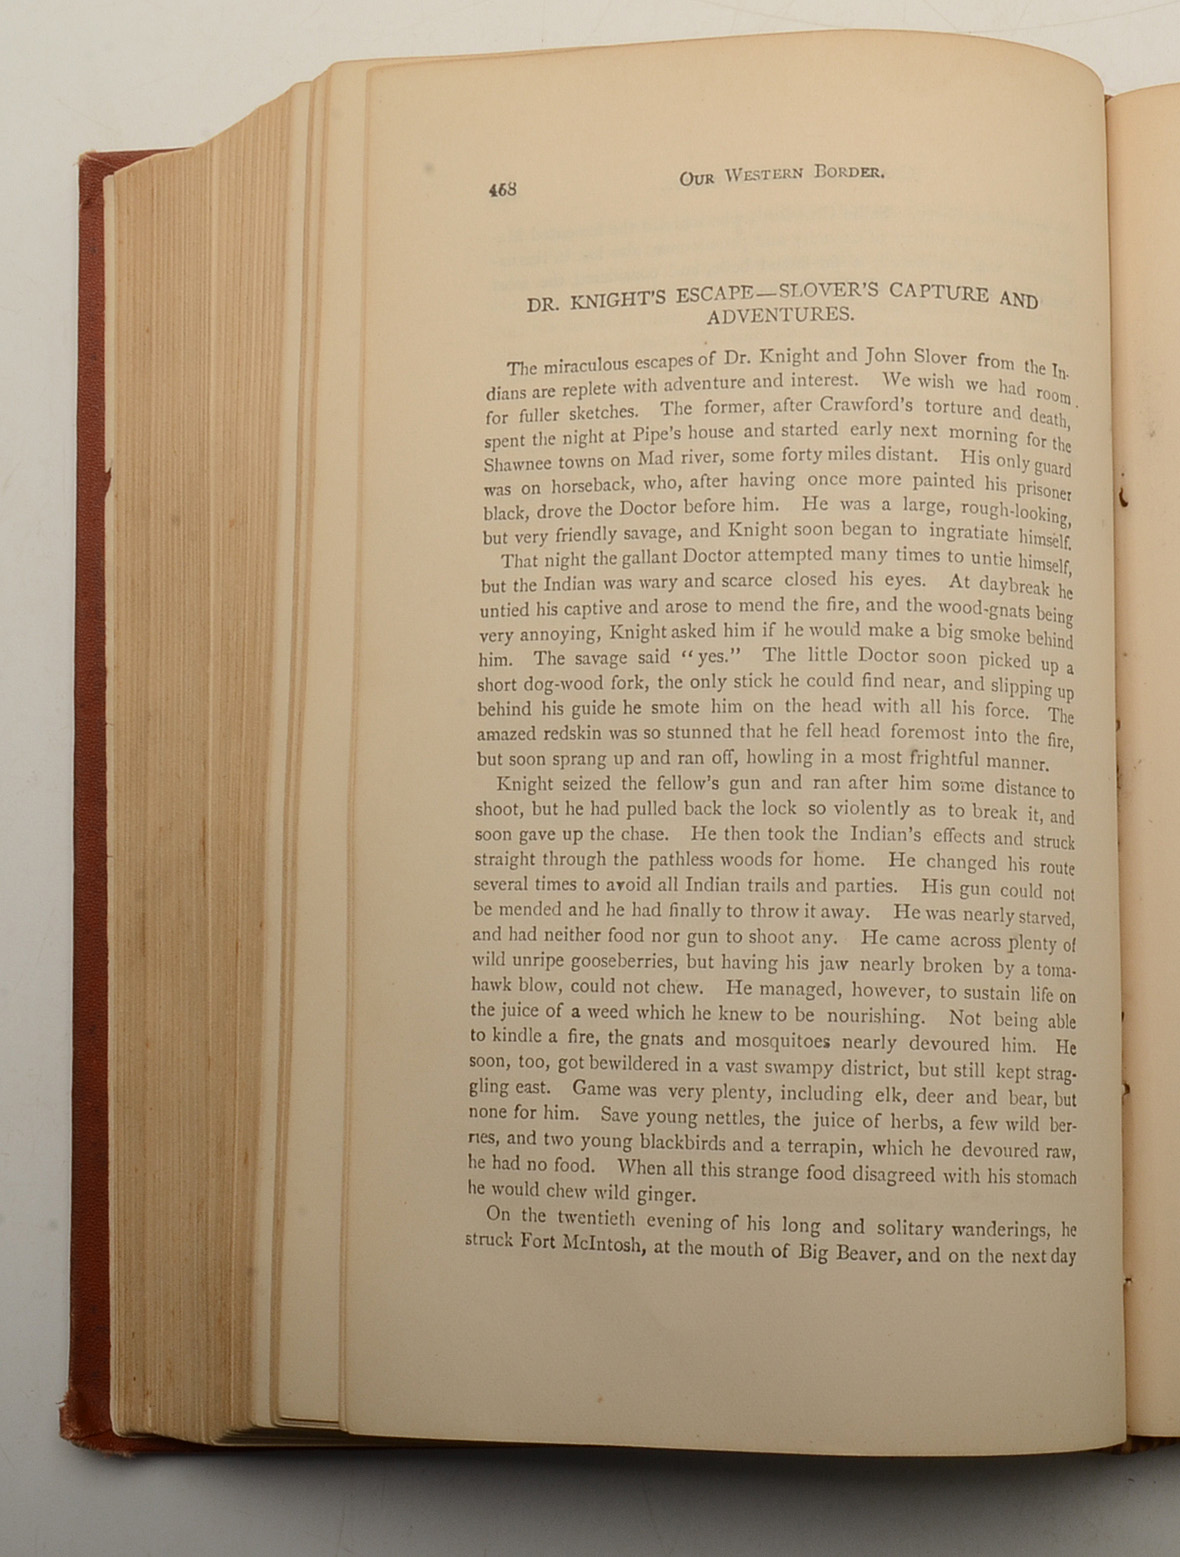 468
OUR WESTERN BORDER.
DR. KNIGHT'S ESCAPE—SLOVER'S CAPTURE AND
ADVENTURES.
The miraculous escapes of Dr. Knight and John Slover from the In-
dians are replete with adventure and interest. We wish we had room
for fuller sketches. The former, after Crawford's torture and death,
spent the night at Pipe's house and started early next morning for the
Shawnee towns on Mad river, some forty miles distant. His only guard
was on horseback, who, after having once more painted his prisoner
black, drove the Doctor before him. He was a large, rough-looking,
but very friendly savage, and Knight soon began to ingratiate himself.
That night the gallant Doctor attempted many times to untie himself,
but the Indian was wary and scarce closed his eyes. At daybreak he
untied his captive and arose to mend the fire, and the wood-gnats being
very annoying, Knight asked him if he would make a big smoke behind
him. The savage said "yes." The little Doctor soon picked up a
short dog-wood fork, the only stick he could find near, and slipping up
behind his guide he smote him on the head with all his force. The
amazed redskin was so stunned that he fell head foremost into the fire,
but soon sprang up and ran off, howling in a most frightful manner.
Knight seized the fellow's gun and ran after him some distance to
shoot, but he had pulled back the lock so violently as to break it, and
soon gave up the chase. He then took the Indian's effects and struck
straight through the pathless woods for home. He changed his route
several times to avoid all Indian trails and parties. His gun could not
be mended and he had finally to throw it away. He was nearly starved,
and had neither food nor gun to shoot any. He came across plenty of
wild unripe gooseberries, but having his jaw nearly broken by a toma-
hawk blow, could not chew. He managed, however, to sustain life on
the juice of a weed which he knew to be nourishing. Not being able
to kindle a fire, the gnats and mosquitoes nearly devoured him. He
soon, too, got bewildered in a vast swampy district, but still kept strag-
gling east. Game was very plenty, including elk, deer and bear, but
none for him. Save young nettles, the juice of herbs, a few wild ber-
ries, and two young blackbirds and a terrapin, which he devoured raw,
he had no food. When all this strange food disagreed with his stomach
he would chew wild ginger.
On the twentieth evening of his long and solitary wanderings, he
struck Fort McIntosh, at the mouth of Big Beaver, and on the next day